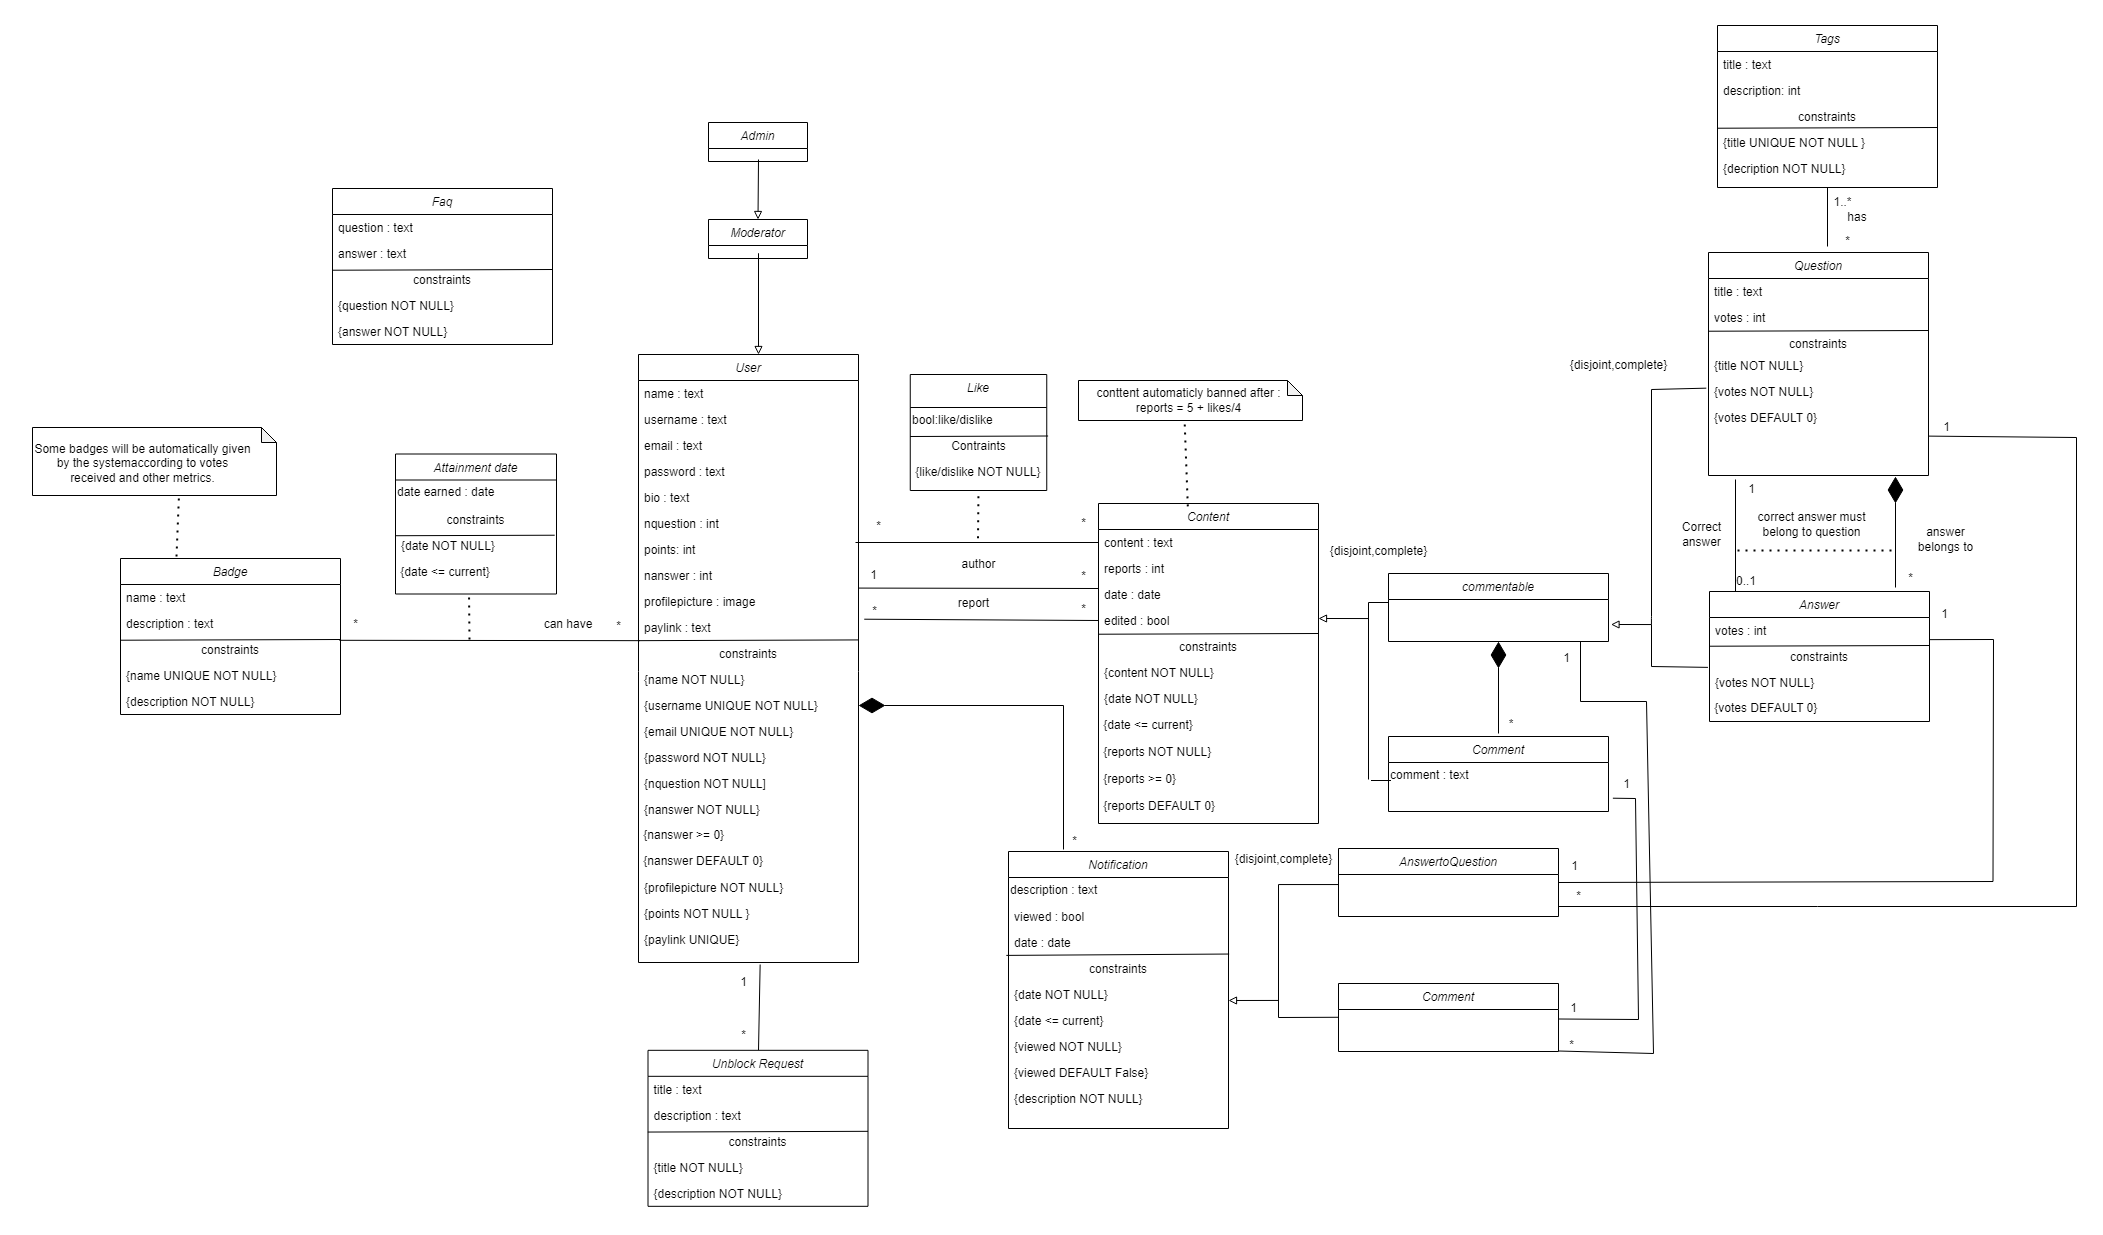 Tags
title : text
description: int
constraints
{title UNIQUE NOT NULL }
{decription NOT NULL}
1..*
has
*
Admin
Moderator
Faq
question : text
answer : text
constraints
{question NOT NULL}
{answer NOT NULL}
Question
title : text
votes : int
constraints
{title NOT NULL}
{votes NOT NULL}
{votes DEFAULT 0}
{disjoint,complete}
1
User
name : text
username : text
email : text
password : text
bio : text
nquestion : int
points: int
nanswer : int
profilepicture : image
paylink : text
constraints
{name NOT NULL}
{username UNIQUE NOT NULL}
{email UNIQUE NOT NULL}
{password NOT NULL}
{nquestion NOT NULL]
{nanswer NOT NULL}
{nanswer >= 0}
{nanswer DEFAULT 0}
{profilepicture NOT NULL}
{points NOT NULL }
{paylink UNIQUE}
Like
bool:like/dislike
Contraints
{like/dislike NOT NULL}
conttent automaticly banned after :
reports = 5 + likes/4
Some badges will be automatically given
by the systemaccording to votes
received and other metrics.
Attainment date
date earned : date
constraints
{date NOT NULL}
{date <= current}
Badge
name : text
description : text
constraints
{name UNIQUE NOT NULL}
{description NOT NULL}
*
can have
*
*
*
author
1
*
report
*
*
Content
content : text
reports : int
date : date
edited : bool
constraints
{content NOT NULL}
{date NOT NULL}
{date <= current}
{reports NOT NULL}
{reports >= 0}
{reports DEFAULT 0}
{disjoint,complete}
commentable
1
*
Comment
comment : text
1
1
Correct
answer
correct answer must
belong to question
answer
belongs to
0..1
*
Answer
votes : int
constraints
{votes NOT NULL}
{votes DEFAULT 0}
1
*
Notification
description : text
viewed : bool
date : date
constraints
{date NOT NULL}
{date <= current}
{viewed NOT NULL}
{viewed DEFAULT False}
{description NOT NULL}
{disjoint,complete}
AnswertoQuestion
1
*
Comment
1
*
1
*
Unblock Request
title : text
description : text
constraints
{title NOT NULL}
{description NOT NULL}